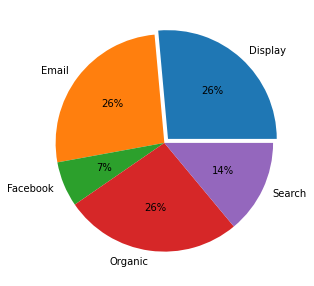 Display
Email
26%
26%
7%
14%
Facebook
Search
26%
Organic